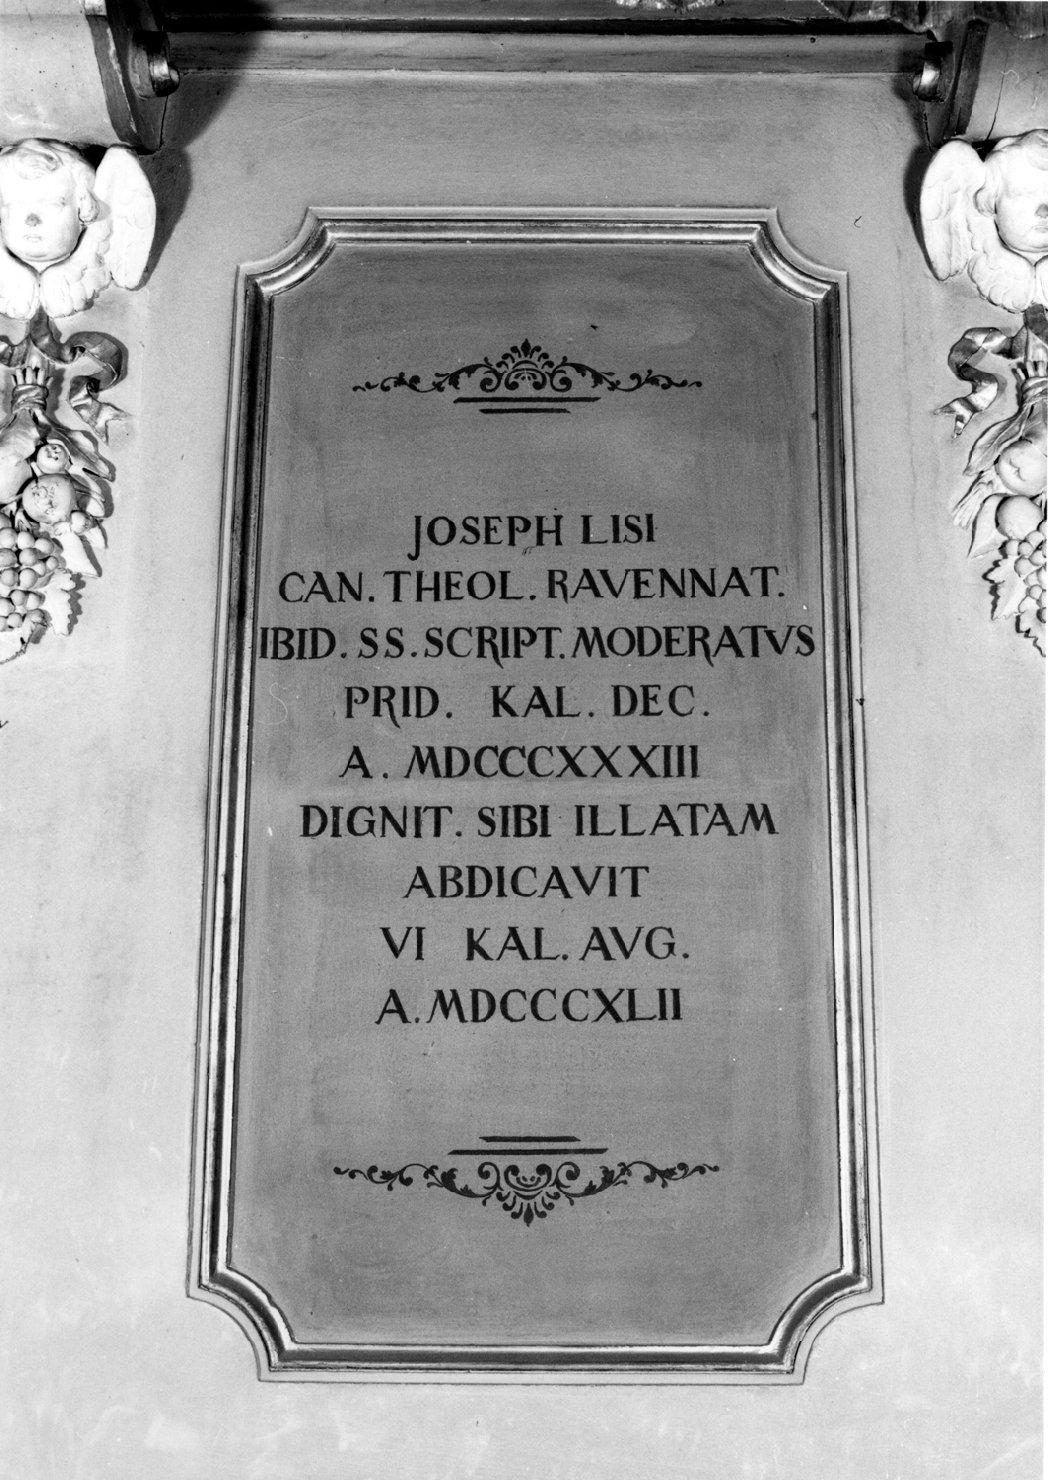 JOSEPH LISI
CAN. THEOL. RAVENNAT.
IBID. SS. SCRIPT. MODERATVS
PRID. KAL. DEC.
A. MDCCCXXXIII
DIGNIT. SIBI ILLATAM
ABDICAVIT
VI KAL. AVG.
A. MDCCCXLII